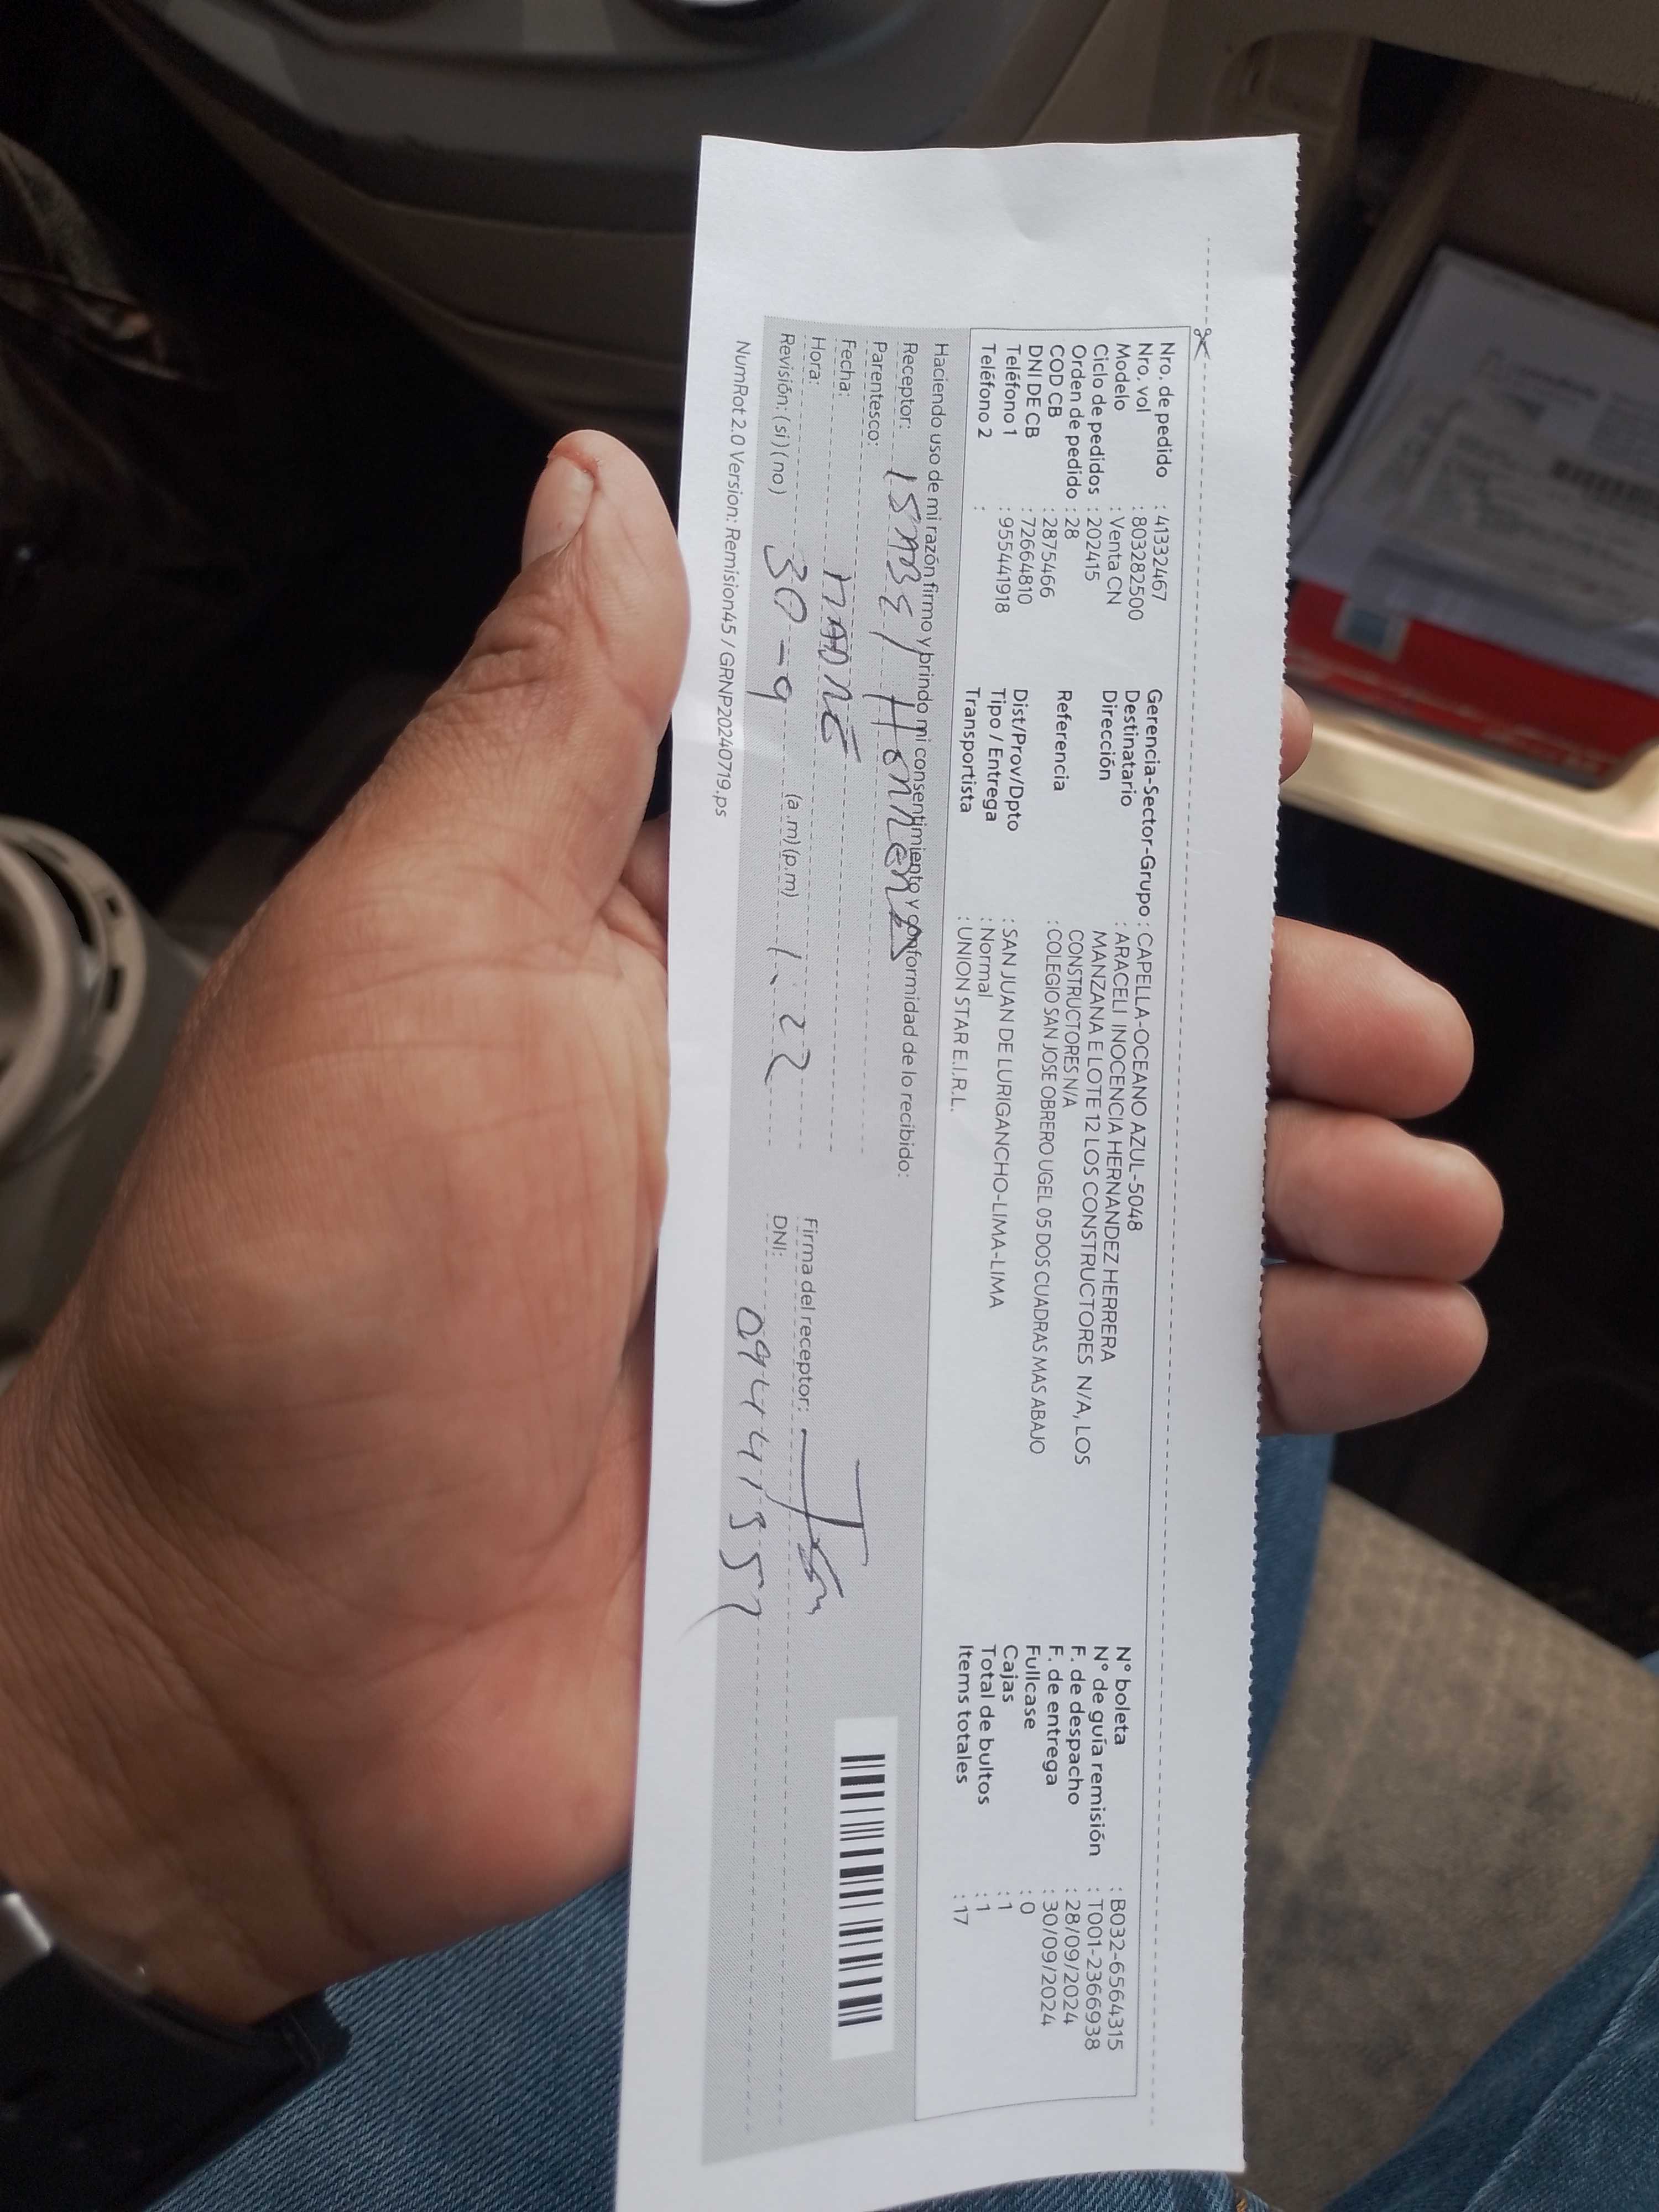 Nro. de pedido : 41332467
Nro. vol : 803282500
Modelo : Venta CN
Ciclo de pedidos : 202415
Orden de pedido : 28
COD CB : 2875466
DNI DE CB : 72664810
Teléfono 1 : 955441918
Teléfono 2 :
Gerencia-Sector-Grupo : CAPELLA-OCEANO AZUL-5048
Destinatario : ARACELI INOCENCIA HERNANDEZ HERRERA
Dirección MANZANA E LOTE 12 LOS CONSTRUCTORES N/A, LOS
CONSTRUCTORES N/A
Referencia : COLEGIO SAN JOSE OBRERO UGEL 05 DOS CUADRAS MAS ABAJO
Dist/Prov/Dpto : SAN JUAN DE LURIGANCHO-LIMA-LIMA
Tipo / Entrega : Normal
Transportista : UNION STAR E.I.R.L.
N° boleta : B032-6564315
N° de guía remisión : T001-2366938
F. de despacho : 28/09/2024
F. de entrega : 30/09/2024
Fullcase : 0
Cajas : 1
Total de bultos : 1
Items totales : 17
Haciendo uso de mi razón firmo y brindo mi consentimiento y conformidad de lo recibido:
Receptor:
Parentesco: MADRE
Fecha: 30-9
Hora: (a.m)(p.m) 1.22
Revisión: (si) (no)
Firma del receptor:
DNI:
NumRot 2.0 Version: Remision45 / GRNP20240719.ps